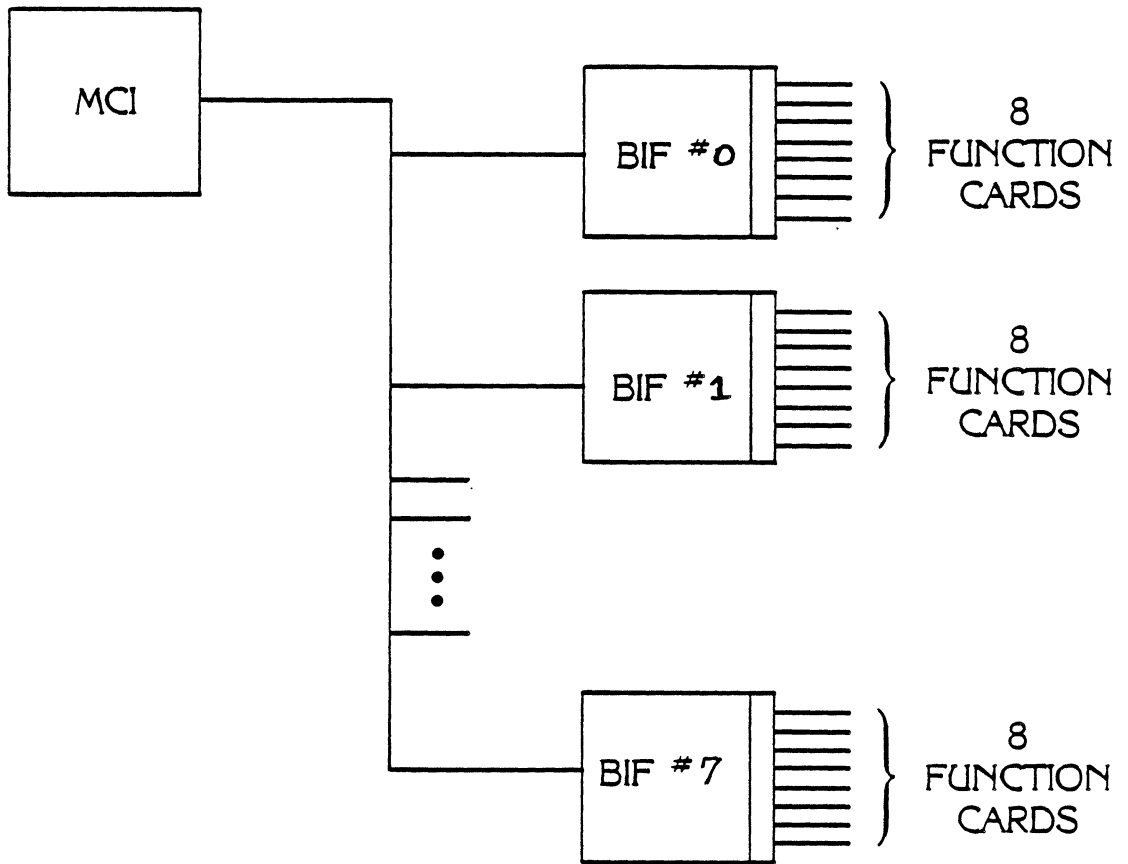 MCI
BIF #0
8
FUNCTION
CARDS
BIF #1
8
FUNCTION
CARDS
BIF #7
8
FUNCTION
CARDS